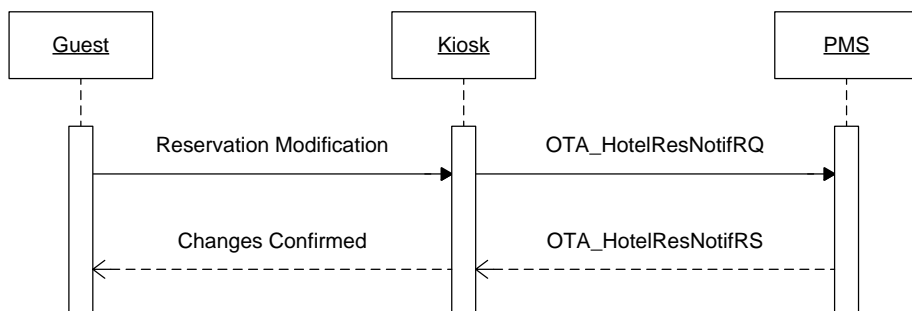 Guest
Kiosk
PMS
Reservation Modification
OTA_HotelResNotifRQ
Changes Confirmed
OTA_HotelResNotifRS